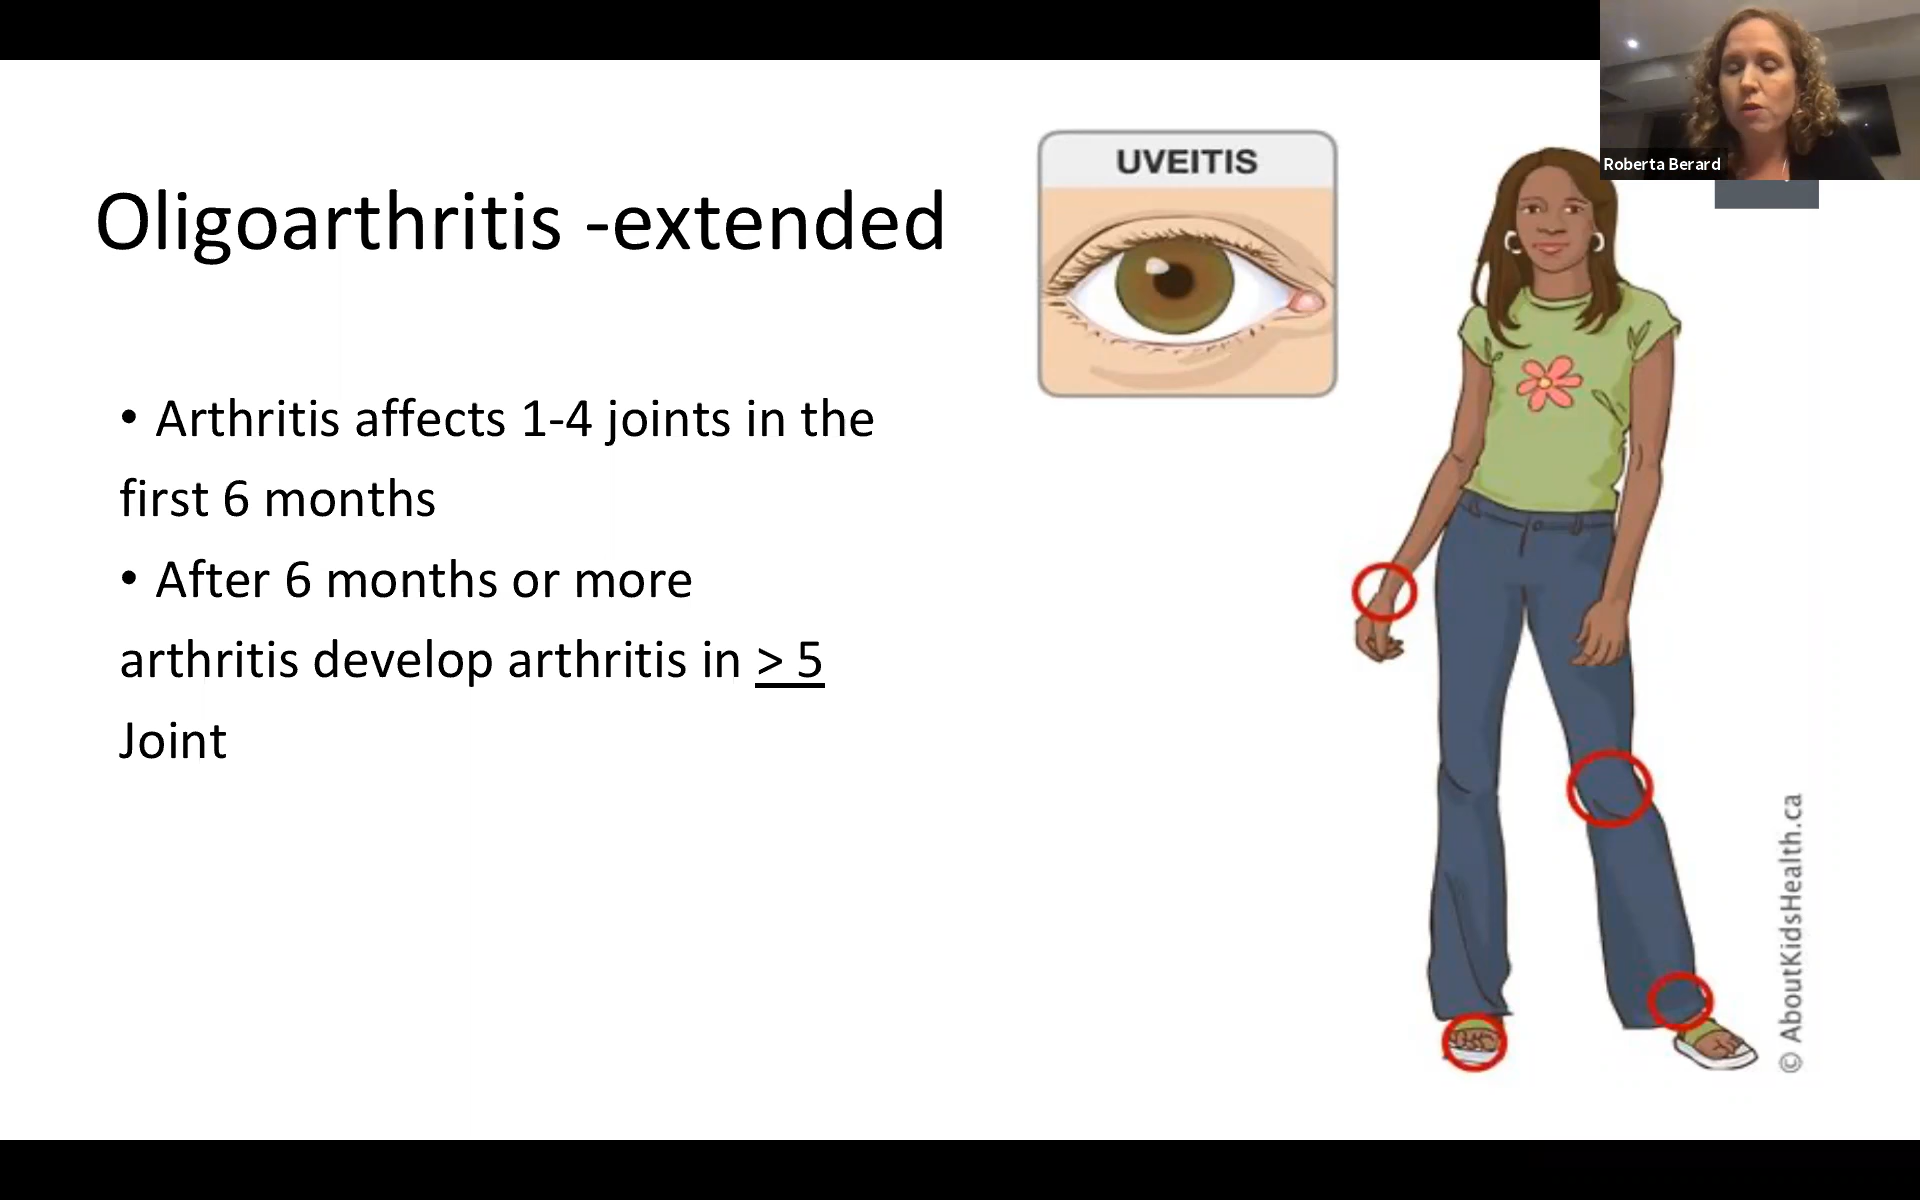 Roberta Berard
UVEITIS
Oligoarthritis -extended
• Arthritis affects 1-4 joints in the
first 6 months
• After 6 months or more
arthritis develop arthritis in > 5
Joint
© AboutKidsHealth.ca